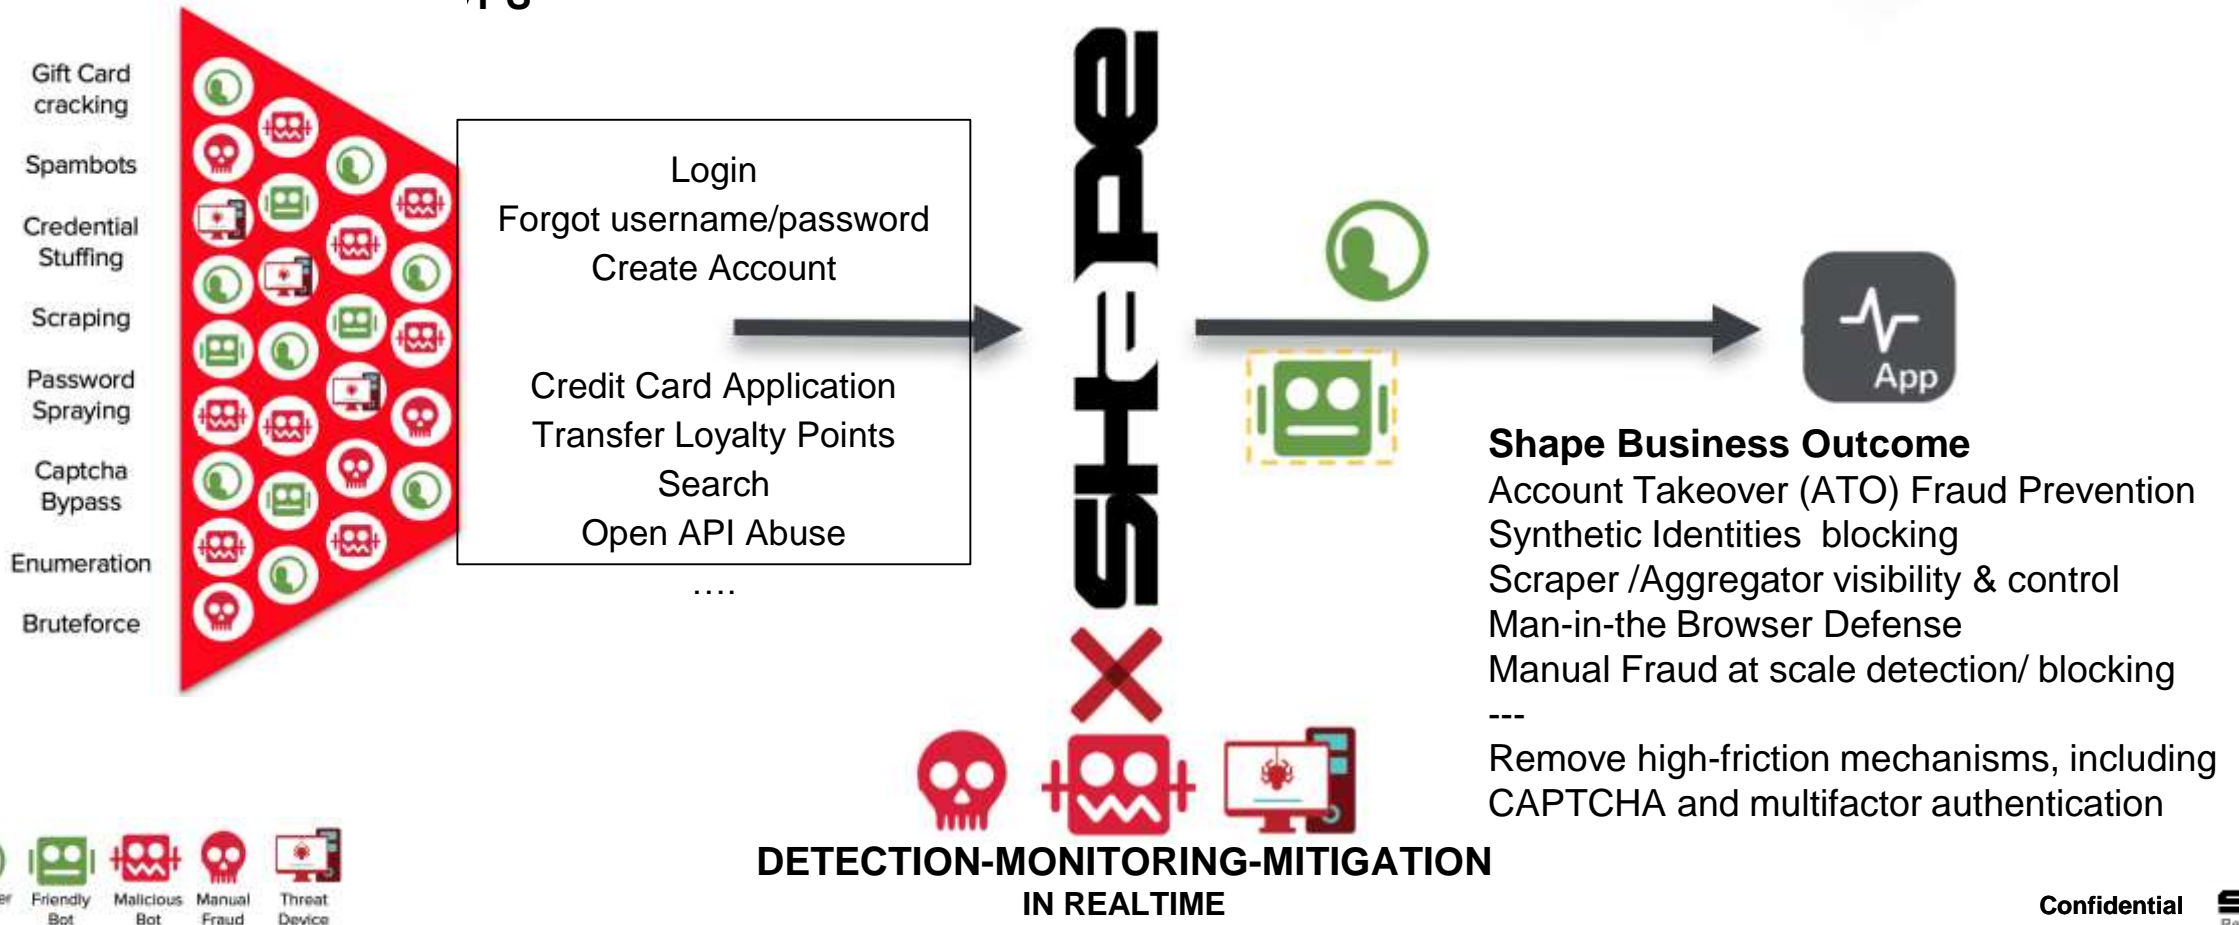 Gift Card
cracking
Spambots
Credential
Stuffing
Scraping
Password
Spraying
Captcha
Bypass
Enumeration
Bruteforce
Login
Forgot username/password
Create Account
Credit Card Application
Transfer Loyalty Points
Search
Open API Abuse
....
SHAPE
App
Shape Business Outcome
Account Takeover (ATO) Fraud Prevention
Synthetic Identities  blocking
Scraper /Aggregator visibility & control
Man-in-the Browser Defense
Manual Fraud at scale detection/ blocking
---
Remove high-friction mechanisms, including
CAPTCHA and multifactor authentication
DETECTION-MONITORING-MITIGATION
IN REALTIME
Friendly
Bot
Malicious
Bot
Manual
Fraud
Threat
Device
Confidential